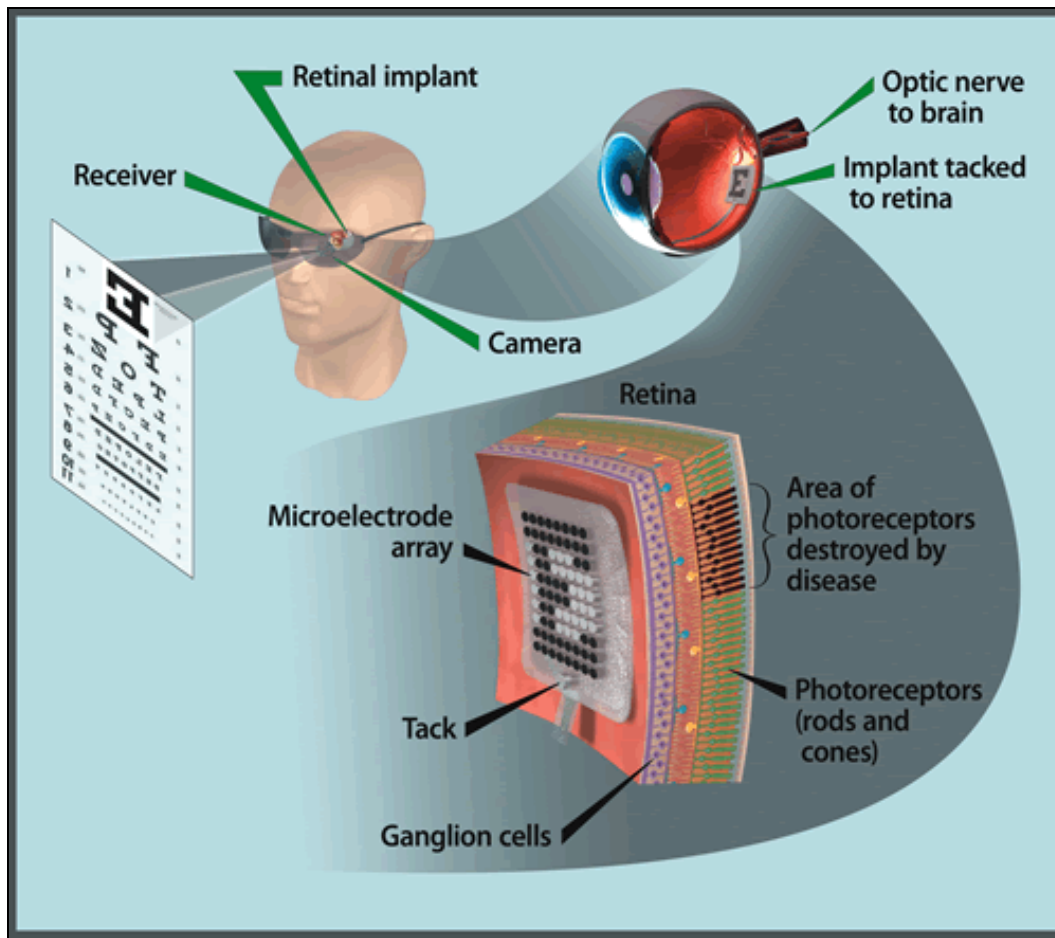 Retinal implant
Receiver
Camera
Optic nerve
to brain
Implant tacked
to retina
E
E
Retina
Microelectrode
array
Area of
photoreceptors
destroyed by
disease
Tack
Photoreceptors
(rods and
cones)
Ganglion cells